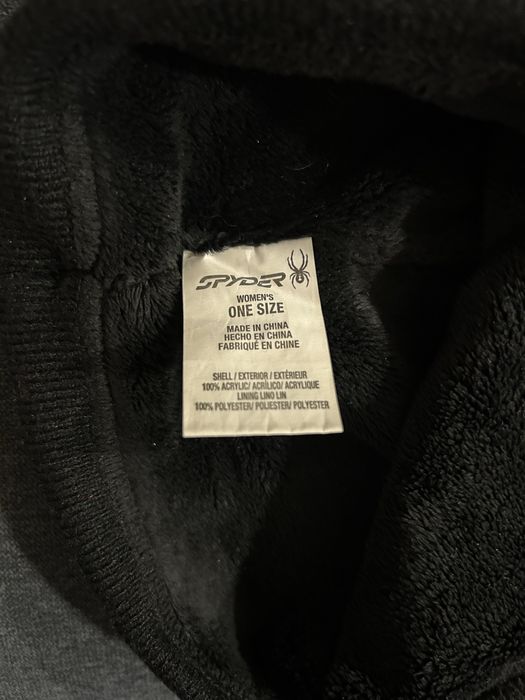 SPYDER
WOMEN'S
ONE SIZE
MADE IN CHINA
HECHO EN CHINA
FABRIQUÉ EN CHINE
SHELL / EXTERIOR / EXTÉRIEUR
100% ACRYLIC/ ACRÍLICO/ ACRYLIQUE
LINING LINO LIN
100% POLYESTER/ POLIESTER/ POLYESTER